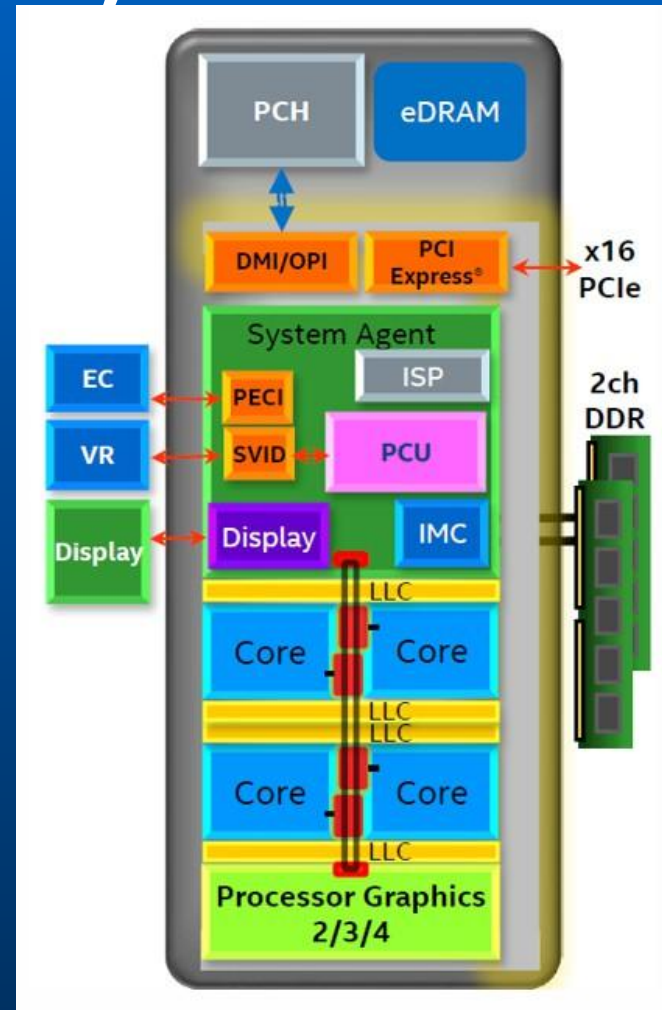 PCH
eDRAM
DMI/OPI
PCI
Express®
x16
PCIe
System Agent
ISP
EC
PECI
2ch
DDR
VR
SVID
PCU
Display
Display
IMC
LLC
Core
Core
LLC
LLC
Core
Core
LLC
Processor Graphics
2/3/4